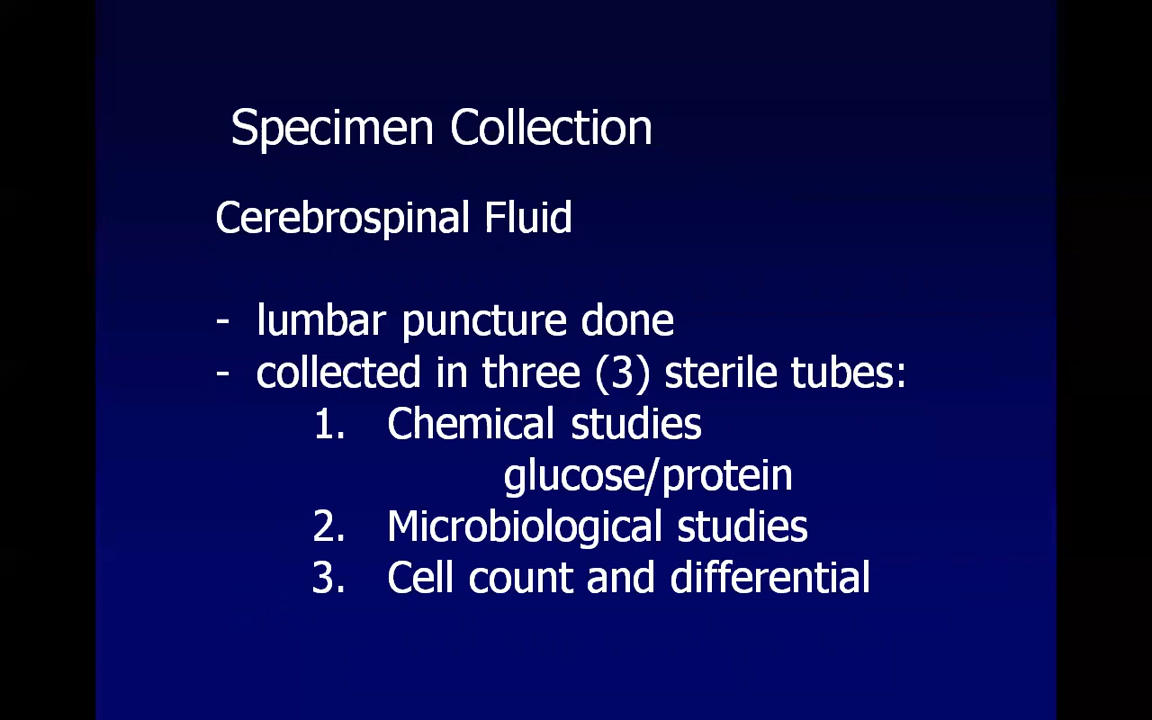 Specimen Collection
Cerebrospinal Fluid
- lumbar puncture done
- collected in three (3) sterile tubes:
1. Chemical studies
glucose/protein
2. Microbiological studies
3. Cell count and differential